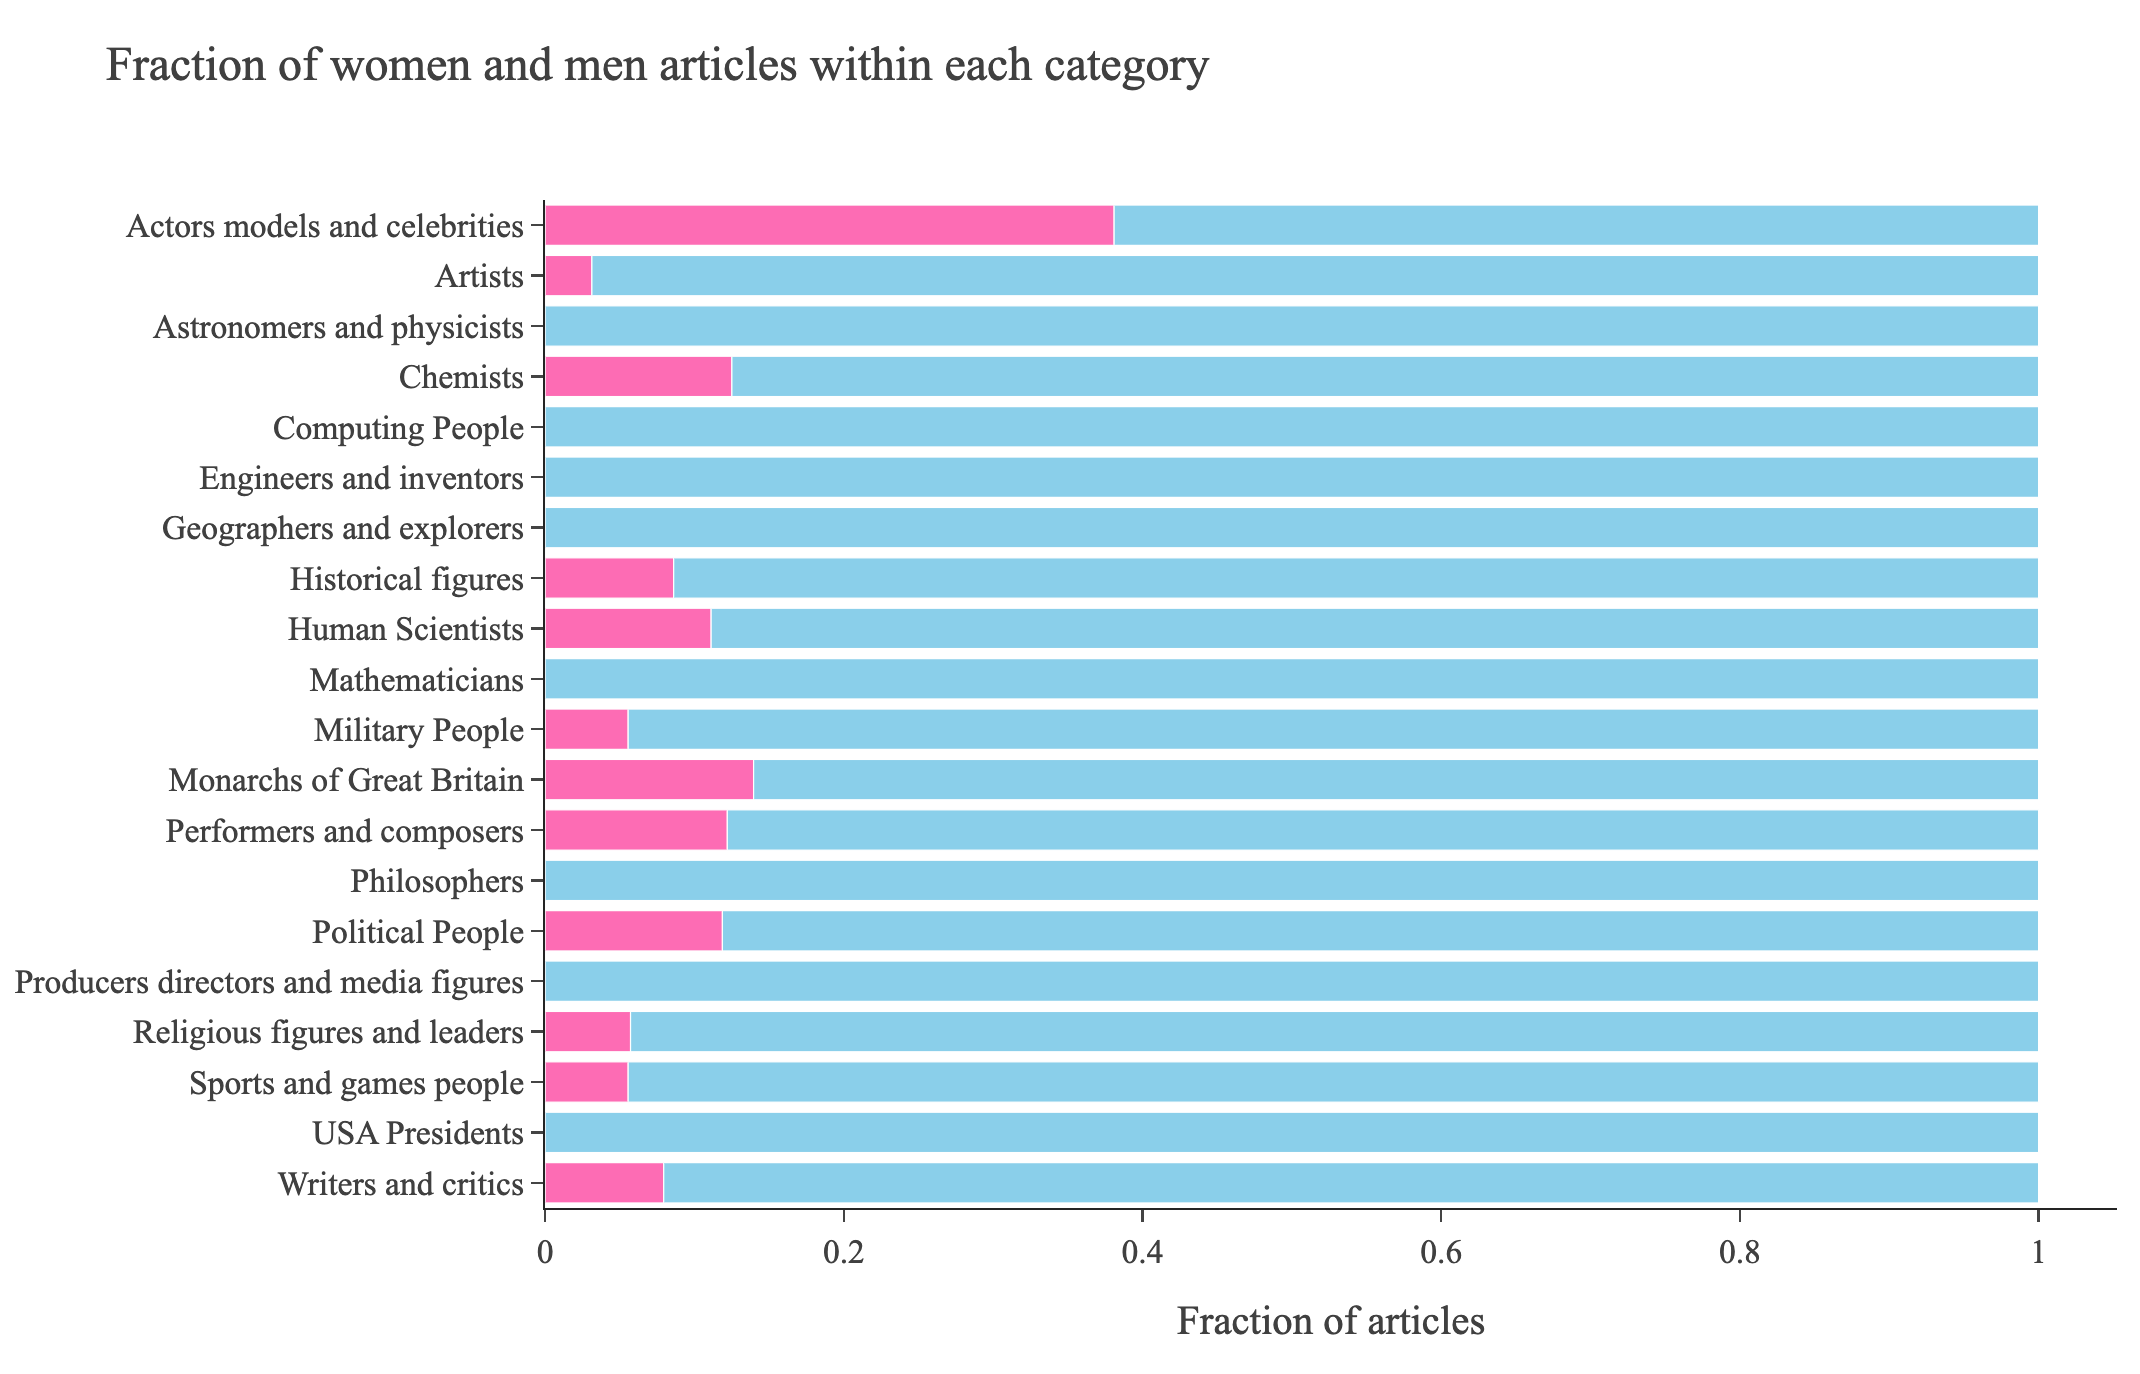 Fraction of women and men articles within each category
Actors models and celebrities
Artists
Astronomers and physicists
Chemists
Computing People
Engineers and inventors
Geographers and explorers
Historical figures
Human Scientists
Mathematicians
Military People
Monarchs of Great Britain
Performers and composers
Philosophers
Political People
Producers directors and media figures
Religious figures and leaders
Sports and games people
USA Presidents
Writers and critics
0 0.2 0.4 0.6 0.8 1
Fraction of articles